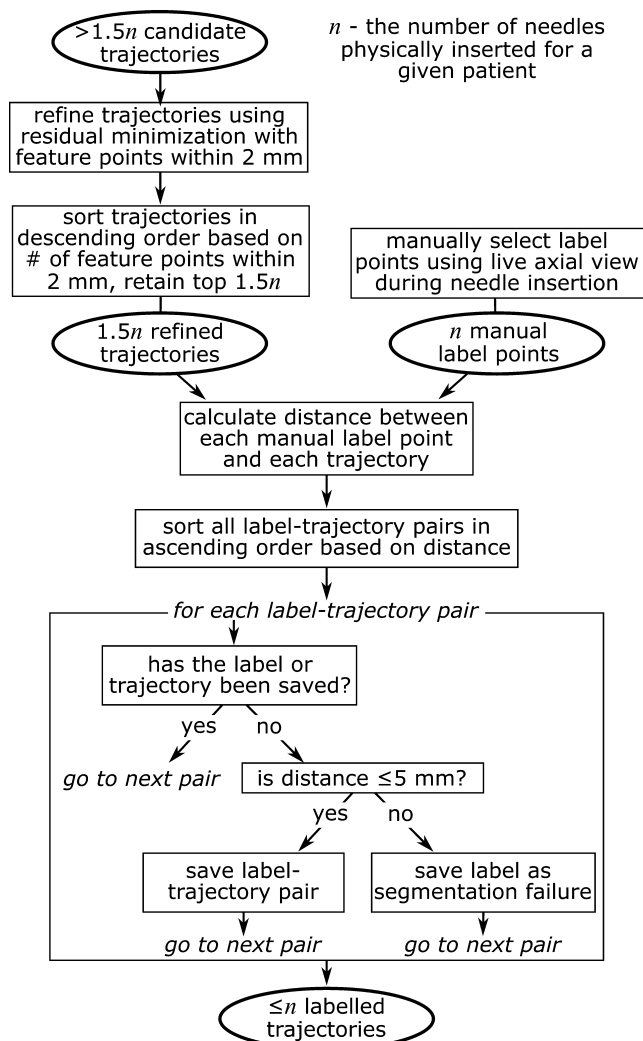 >1.5n candidate
trajectories
n - the number of needles
physically inserted for a
given patient
refine trajectories using
residual minimization with
feature points within 2 mm
sort trajectories in
descending order based on
# of feature points within
2 mm, retain top 1.5n
manually select label
points using live axial view
during needle insertion
1.5n refined
trajectories
n manual
label points
calculate distance between
each manual label point
and each trajectory
sort all label-trajectory pairs in
ascending order based on distance
for each label-trajectory pair
has the label or
trajectory been saved?
yes
no
go to next pair
is distance ≤5 mm?
yes
no
save label-
trajectory pair
save label as
segmentation failure
go to next pair
go to next pair
≤n labelled
trajectories